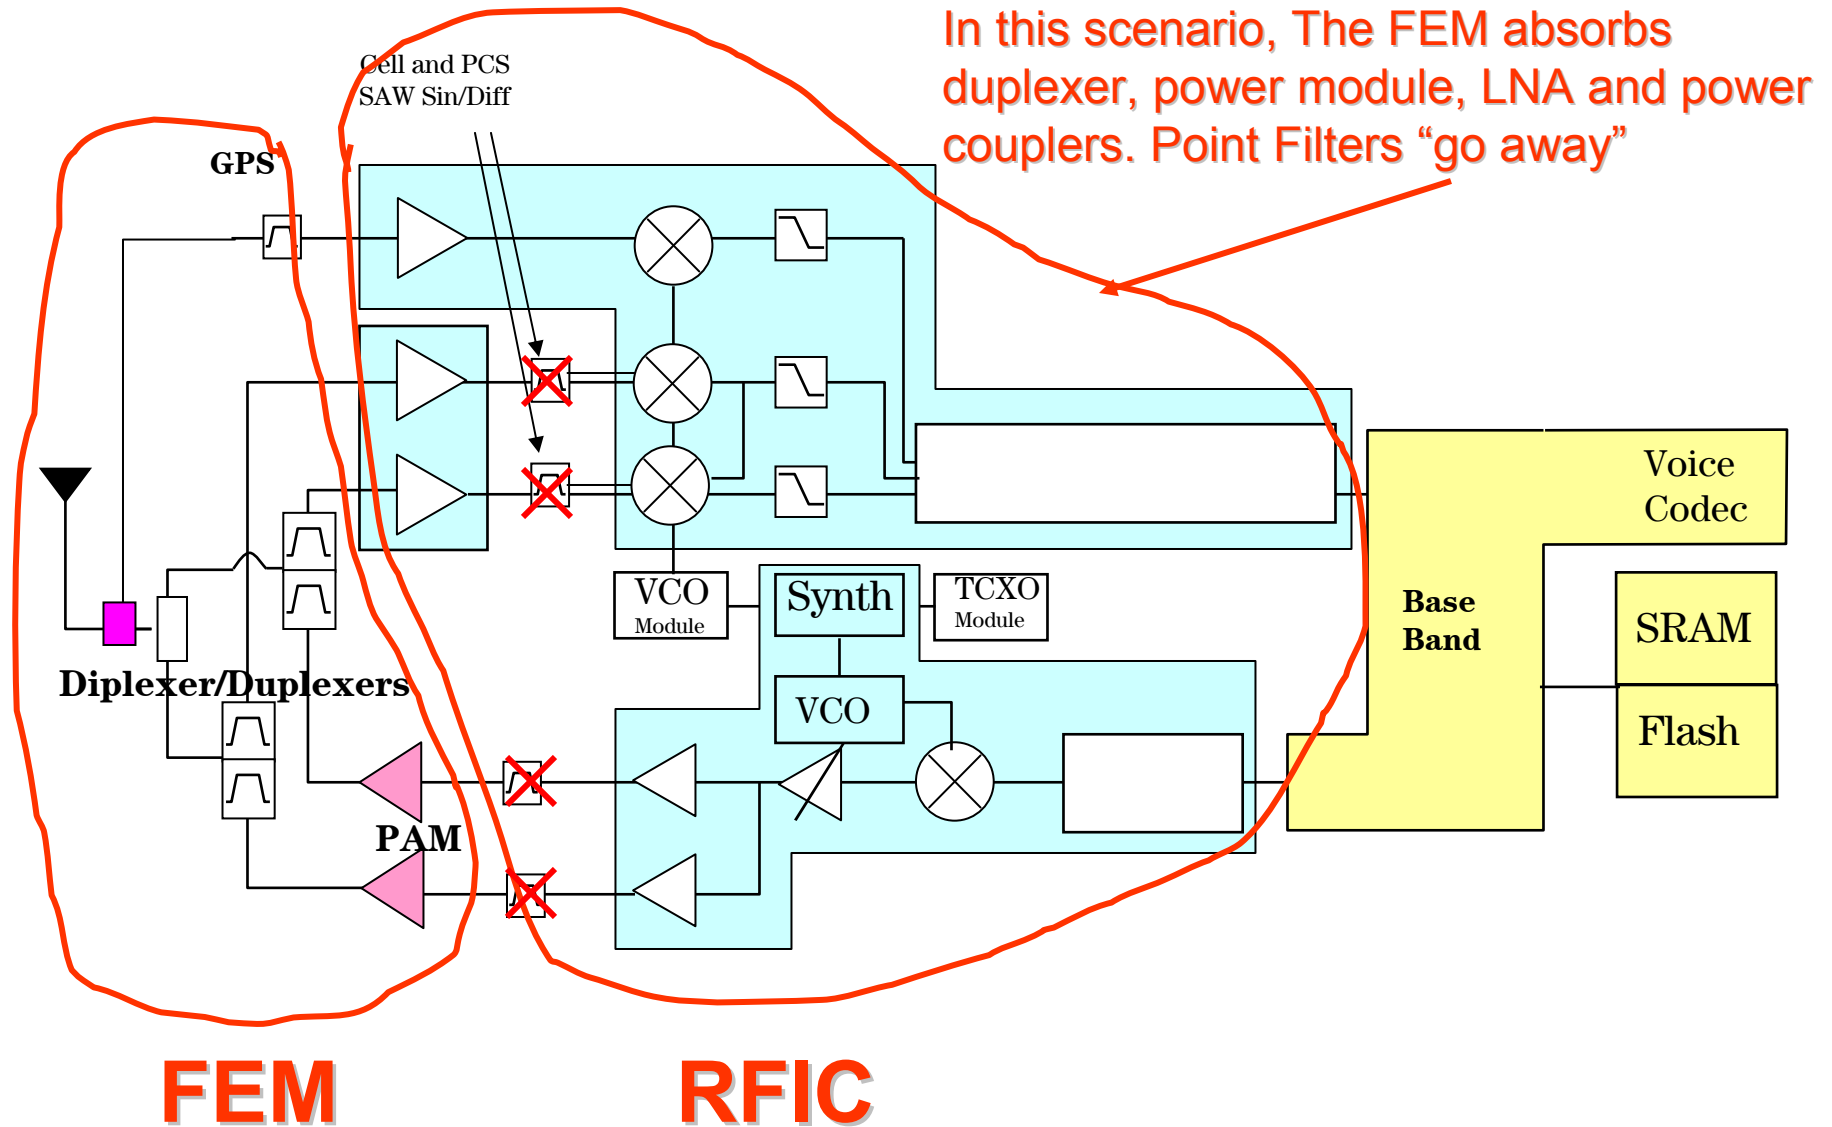 In this scenario, The FEM absorbs
duplexer, power module, LNA and power
couplers. Point Filters “go away”
Cell and PCS
SAW Sin/Diff
GPS
Voice
Codec
VCO
Module
Synth
TCXO
Module
Base
Band
SRAM
Diplexer/Duplexers
VCO
Flash
PAM
FEM
RFIC